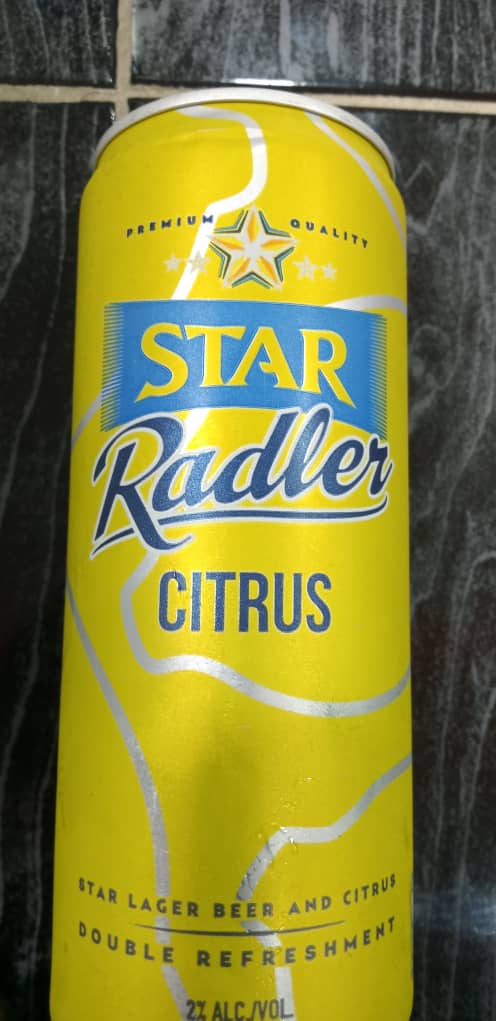 PREMIUM QUALITY
STAR
Radler
CITRUS
STAR LAGER BEER AND CITRUS
DOUBLE REFRESHMENT
2% ALC./VOL